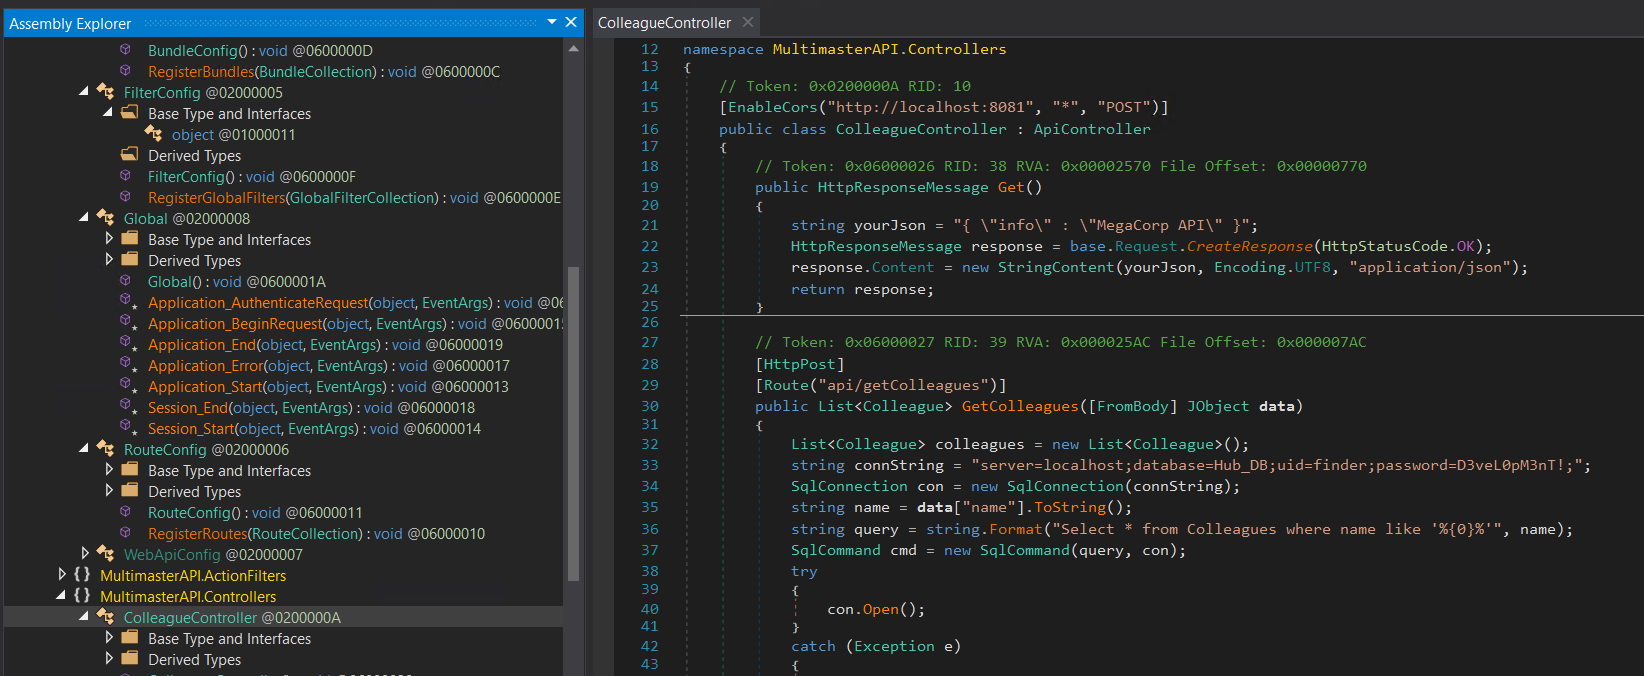 Assembly Explorer
BundleConfig() : void @0600000D
RegisterBundles(BundleCollection) : void @0600000C
FilterConfig @02000005
Base Type and Interfaces
object @01000011
Derived Types
FilterConfig() : void @0600000F
RegisterGlobalFilters(GlobalFilterCollection) : void @0600000E
Global @02000008
Base Type and Interfaces
Derived Types
Global() : void @0600001A
Application_AuthenticateRequest(object, EventArgs) : void @06
Application_BeginRequest(object, EventArgs) : void @0600001
Application_End(object, EventArgs) : void @06000019
Application_Error(object, EventArgs) : void @06000017
Application_Start(object, EventArgs) : void @06000013
Session_End(object, EventArgs) : void @06000018
Session_Start(object, EventArgs) : void @06000014
RouteConfig @02000006
Base Type and Interfaces
Derived Types
RouteConfig() : void @06000011
RegisterRoutes(RouteCollection) : void @06000010
WebApiConfig @02000007
{ } MultimasterAPI.ActionFilters
{ } MultimasterAPI.Controllers
ColleagueController @0200000A
Base Type and Interfaces
Derived Types
ColleagueController
12 namespace MultimasterAPI.Controllers
13 {
14 // Token: 0x0200000A RID: 10
15 [EnableCors("http://localhost:8081", "*", "POST")]
16 public class ColleagueController : ApiController
17 {
18 // Token: 0x06000026 RID: 38 RVA: 0x00002570 File Offset: 0x00000770
19 public HttpResponseMessage Get()
20 {
21 string yourJson = "{ \"info\" : \"MegaCorp API\" }";
22 HttpResponseMessage response = base.Request.CreateResponse(HttpStatusCode.OK);
23 response.Content = new StringContent(yourJson, Encoding.UTF8, "application/json");
24 return response;
25 }
26
27 // Token: 0x06000027 RID: 39 RVA: 0x000025AC File Offset: 0x000007AC
28 [HttpPost]
29 [Route("api/getColleagues")]
30 public List<Colleague> GetColleagues([FromBody] JObject data)
31 {
32 List<Colleague> colleagues = new List<Colleague>();
33 string connString = "server=localhost;database=Hub_DB;uid=finder;password=D3veL0pM3nT!;";
34 SqlConnection con = new SqlConnection(connString);
35 string name = data["name"].ToString();
36 string query = string.Format("Select * from Colleagues where name like '%{0}%'", name);
37 SqlCommand cmd = new SqlCommand(query, con);
38 try
39 {
40 con.Open();
41 }
42 catch (Exception e)
43 {